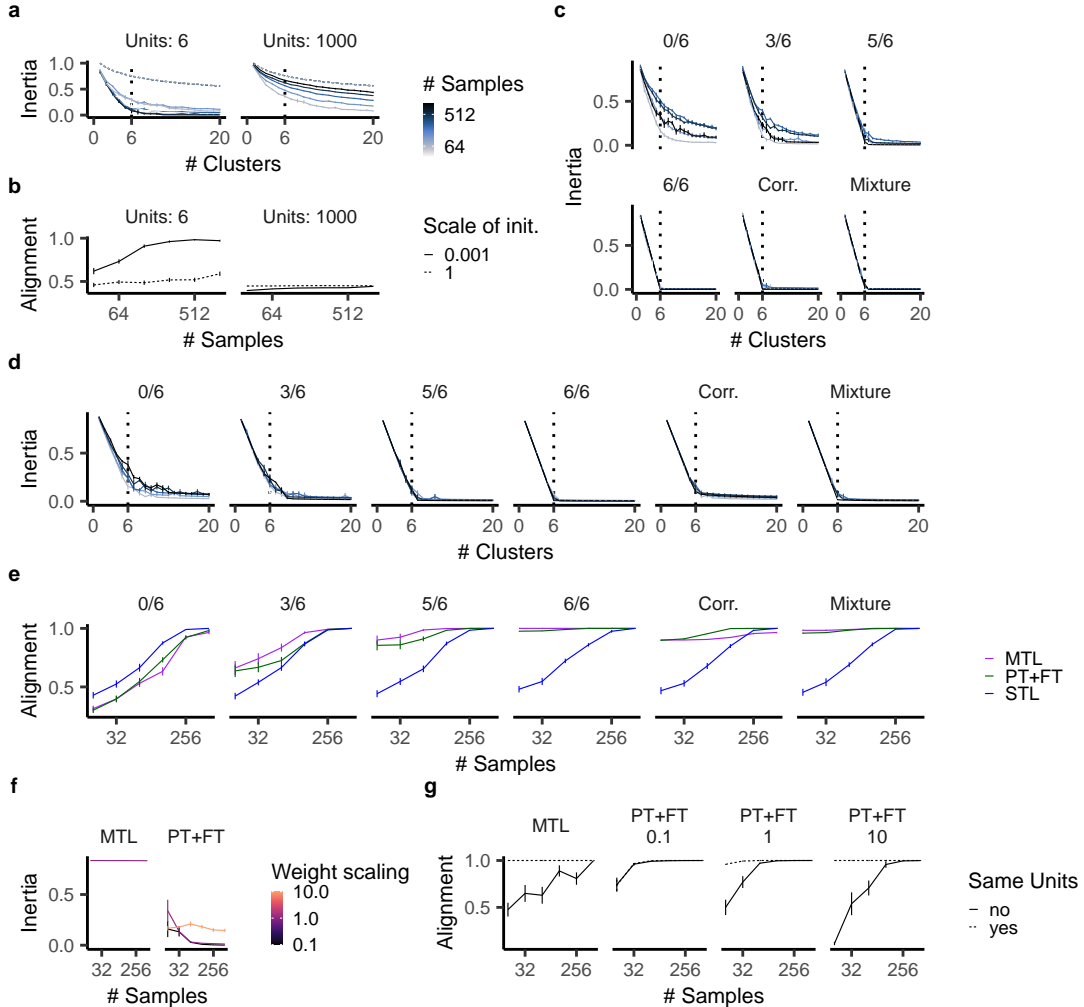 a
Units: 6
Units: 1000
Inertia
1.0
0.5
0.0
0
6
20
0
6
20
# Clusters
# Samples
512
64
b
Units: 6
Units: 1000
Alignment
1.0
0.5
64
512
64
512
# Samples
Scale of init.
0.001
1
c
0/6
3/6
5/6
0.5
0.0
Inertia
6/6
Corr.
Mixture
0.5
0.0
0
6
20
0
6
20
0
6
20
# Clusters
d
0/6
3/6
5/6
6/6
Corr.
Mixture
Inertia
0.5
0.0
0
6
20
0
6
20
0
6
20
0
6
20
0
6
20
0
6
20
# Clusters
e
0/6
3/6
5/6
6/6
Corr.
Mixture
Alignment
1.0
0.5
32
256
32
256
32
256
32
256
32
256
32
256
# Samples
MTL
PT+FT
STL
f
MTL
PT+FT
Inertia
0.5
0.0
32
256
32
256
# Samples
Weight scaling
10.0
1.0
0.1
g
MTL
PT+FT
0.1
PT+FT
1
PT+FT
10
Alignment
1.0
0.5
32
256
32
256
32
256
32
256
# Samples
Same Units
no
yes